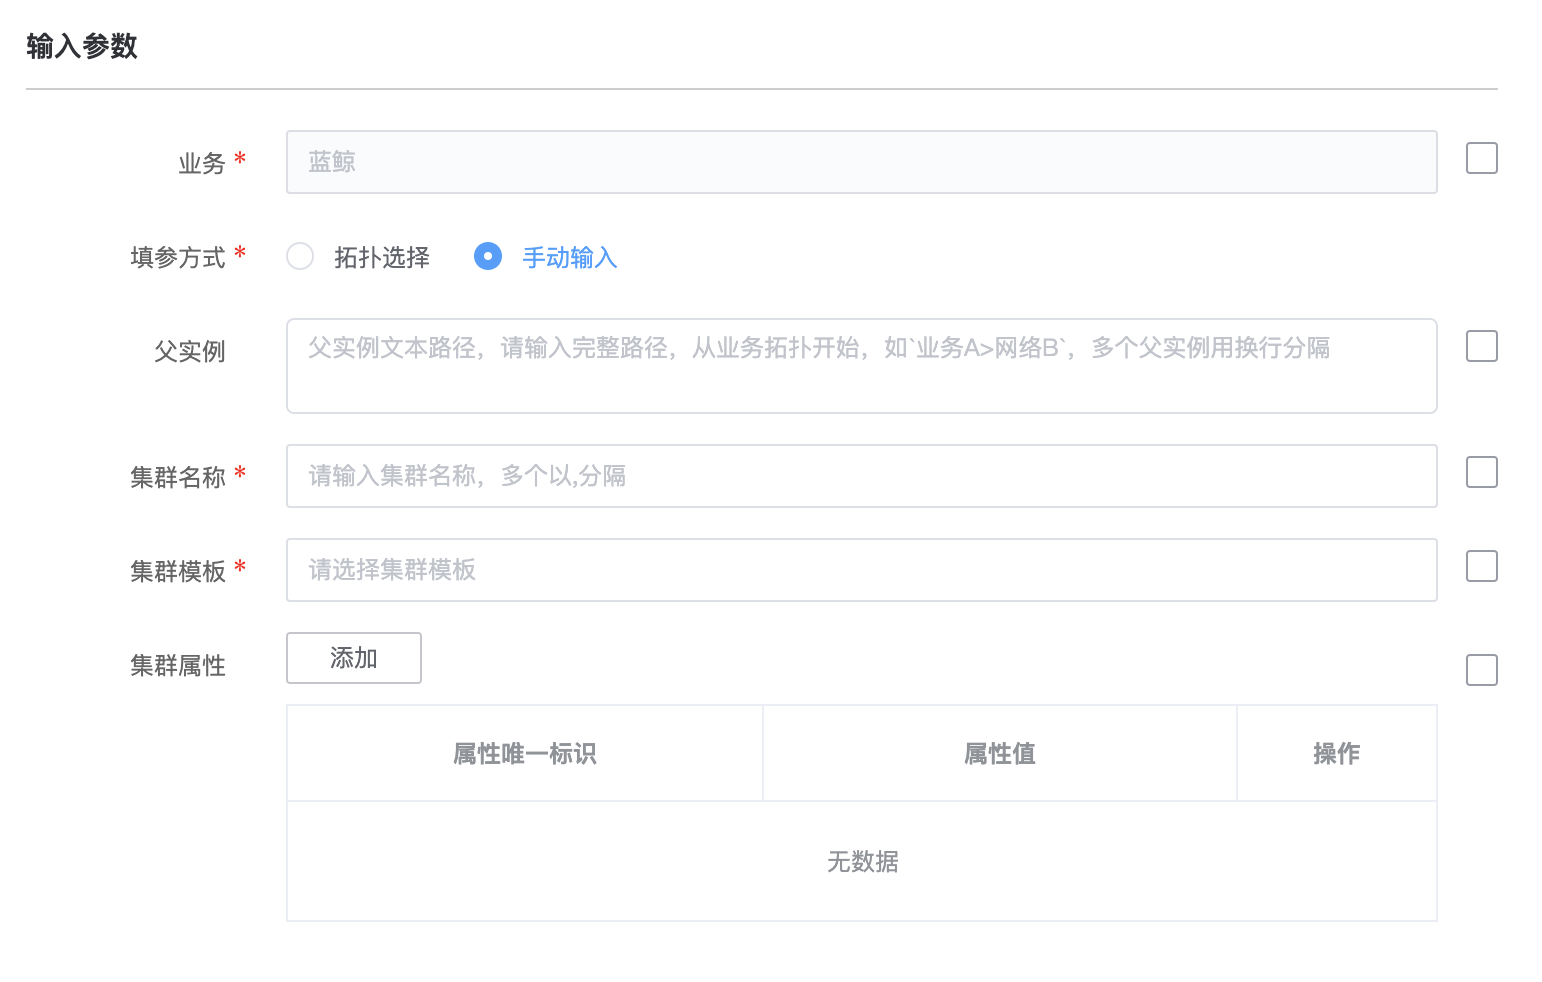 输入参数
业务 *
蓝鲸
填参方式 *
拓扑选择
手动输入
父实例
父实例文本路径，请输入完整路径，从业务拓扑开始，如`业务A>网络B`，多个父实例用换行分隔
集群名称 *
请输入集群名称，多个以,分隔
集群模板 *
请选择集群模板
集群属性
添加
属性唯一标识 属性值 操作
无数据